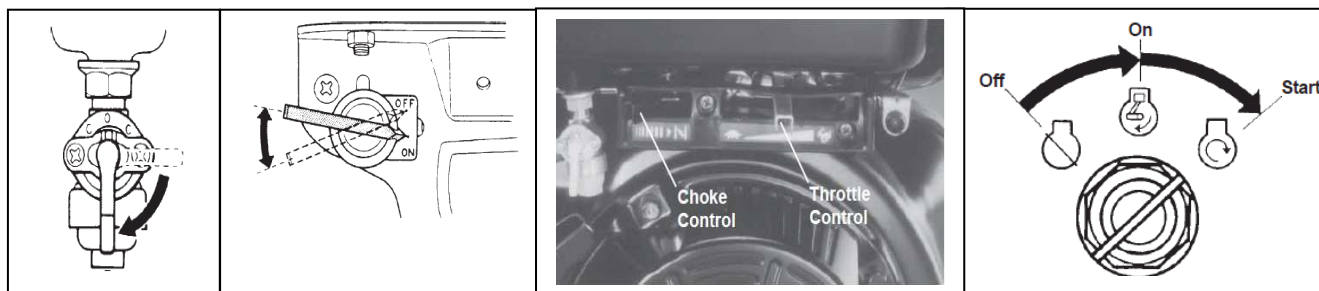 OFF
ON
Choke
Control
Throttle
Control
Off
On
Start